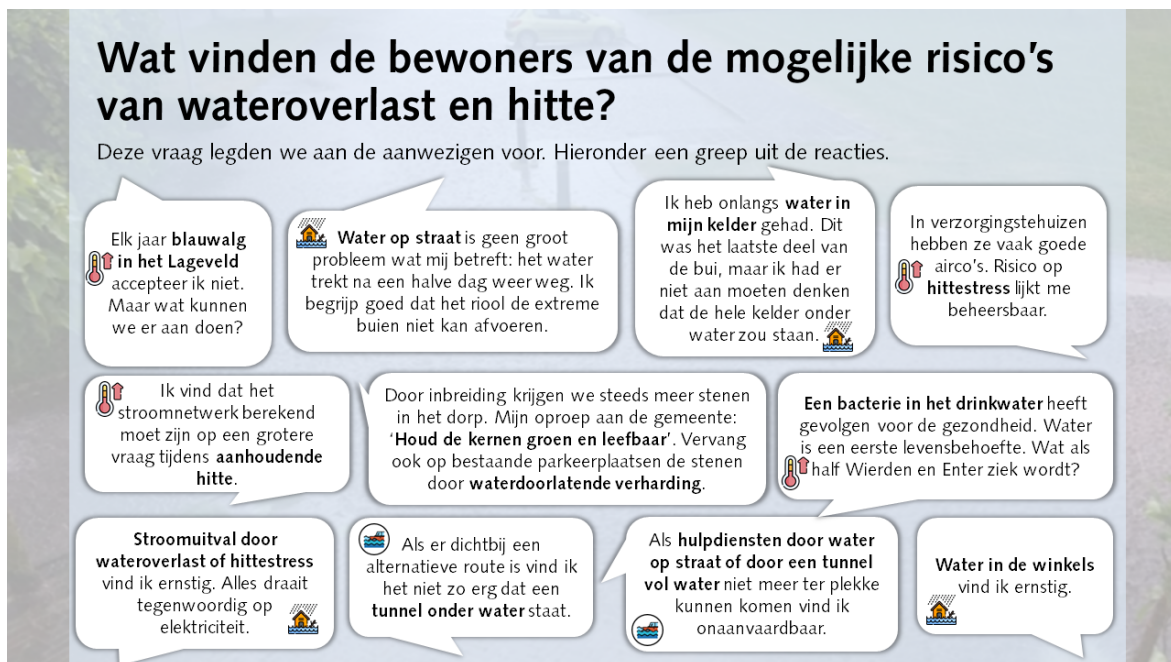 Wat vinden de bewoners van de mogelijke risico's
van wateroverlast en hitte?
Deze vraag legden we aan de aanwezigen voor. Hieronder een greep uit de reacties.
Elk jaar blauwalg
in het Lageveld
accepteer ik niet.
Maar wat kunnen
we er aan doen?
Water op straat is geen groot
probleem wat mij betreft: het water
trekt na een halve dag weer weg. Ik
begrijp goed dat het riool de extreme
buien niet kan afvoeren.
Ik heb onlangs water in
mijn kelder gehad. Dit
was het laatste deel van
de bui, maar ik had er
niet aan moeten denken
dat de hele kelder onder
water zou staan.
In verzorgingstehuizen
hebben ze vaak goede
airco's. Risico op
hittestress lijkt me
beheersbaar.
Ik vind dat het
stroomnetwerk berekend
moet zijn op een grotere
vraag tijdens aanhoudende
hitte.
Door inbreiding krijgen we steeds meer stenen
in het dorp. Mijn oproep aan de gemeente:
'Houd de kernen groen en leefbaar'. Vervang
ook op bestaande parkeerplaatsen de stenen
door waterdoorlatende verharding.
Een bacterie in het drinkwater heeft
gevolgen voor de gezondheid. Water
is een eerste levensbehoefte. Wat als
half Wierden en Enter ziek wordt?
Stroomuitval door
wateroverlast of hittestress
vind ik ernstig. Alles draait
tegenwoordig op
elektriciteit.
Als er dichtbij een
alternatieve route is vind ik
het niet zo erg dat een
tunnel onder water staat.
Als hulpdiensten door water
op straat of door een tunnel
vol water niet meer ter plekke
kunnen komen vind ik
onaanvaardbaar.
Water in de winkels
vind ik ernstig.